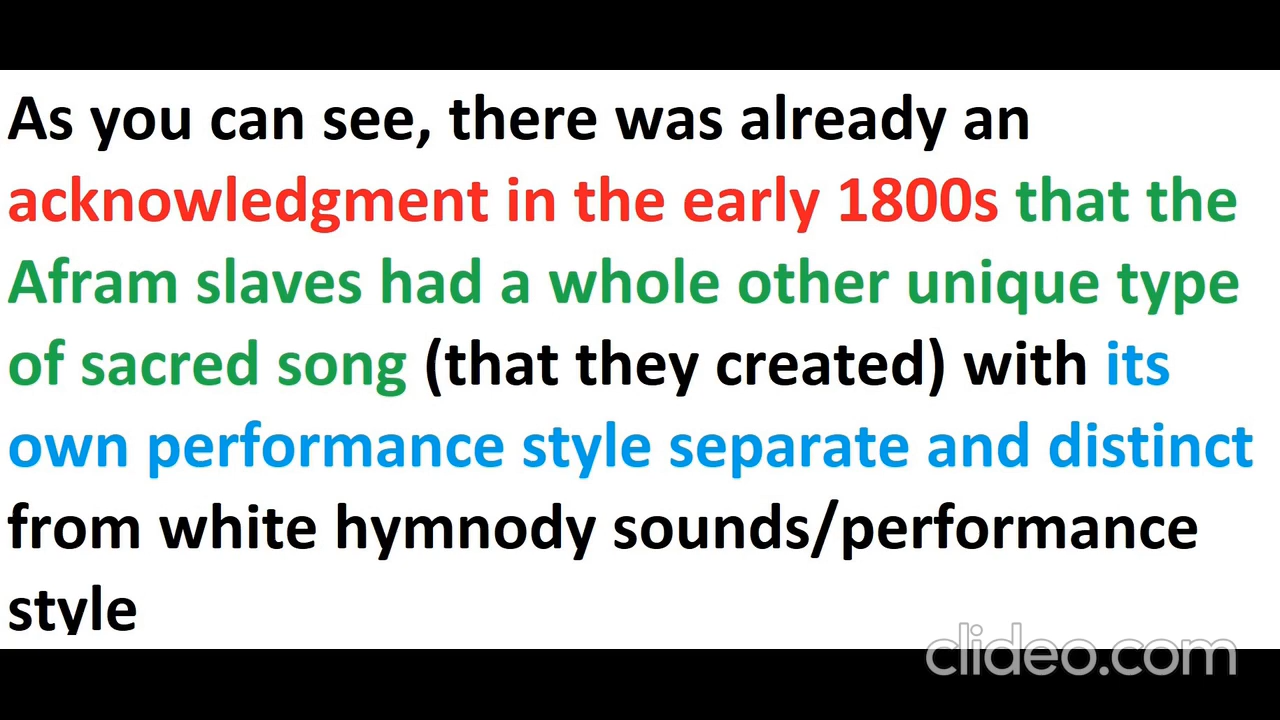 As you can see, there was already an
acknowledgment in the early 1800s that the
Afram slaves had a whole other unique type
of sacred song (that they created) with its
own performance style separate and distinct
from white hymnody sounds/performance
style
clideo.com